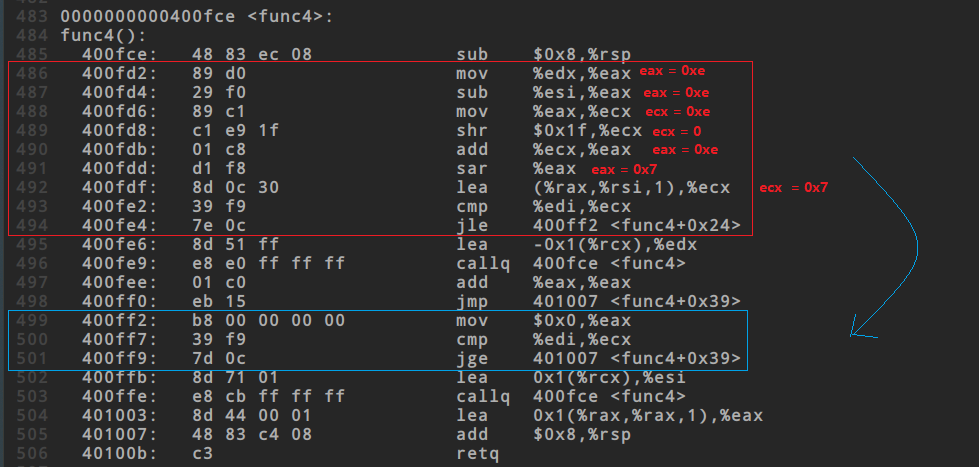 483 0000000000400fce <func4>:
484 func4():
485 400fce: 48 83 ec 08 sub $0x8,%rsp
486 400fd2: 89 d0 mov %edx,%eax eax = 0xe
487 400fd4: 29 f0 sub %esi,%eax eax = 0xe
488 400fd6: 89 c1 mov %eax,%ecx ecx = 0xe
489 400fd8: c1 e9 1f shr $0x1f,%ecx ecx = 0
490 400fdb: 01 c8 add %ecx,%eax eax = 0xe
491 400fdd: d1 f8 sar %eax eax = 0x7
492 400fdf: 8d 0c 30 lea (%rax,%rsi,1),%ecx ecx = 0x7
493 400fe2: 39 f9 cmp %edi,%ecx
494 400fe4: 7e 0c jle 400ff2 <func4+0x24>
495 400fe6: 8d 51 ff lea -0x1(%rcx),%edx
496 400fe9: e8 e0 ff ff ff callq 400fce <func4>
497 400fee: 01 c0 add %eax,%eax
498 400ff0: eb 15 jmp 401007 <func4+0x39>
499 400ff2: b8 00 00 00 00 mov $0x0,%eax
500 400ff7: 39 f9 cmp %edi,%ecx
501 400ff9: 7d 0c jge 401007 <func4+0x39>
502 400ffb: 8d 71 01 lea 0x1(%rcx),%esi
503 400ffe: e8 cb ff ff ff callq 400fce <func4>
504 401003: 8d 44 00 01 lea 0x1(%rax,%rax,1),%eax
505 401007: 48 83 c4 08 add $0x8,%rsp
506 40100b: c3 retq